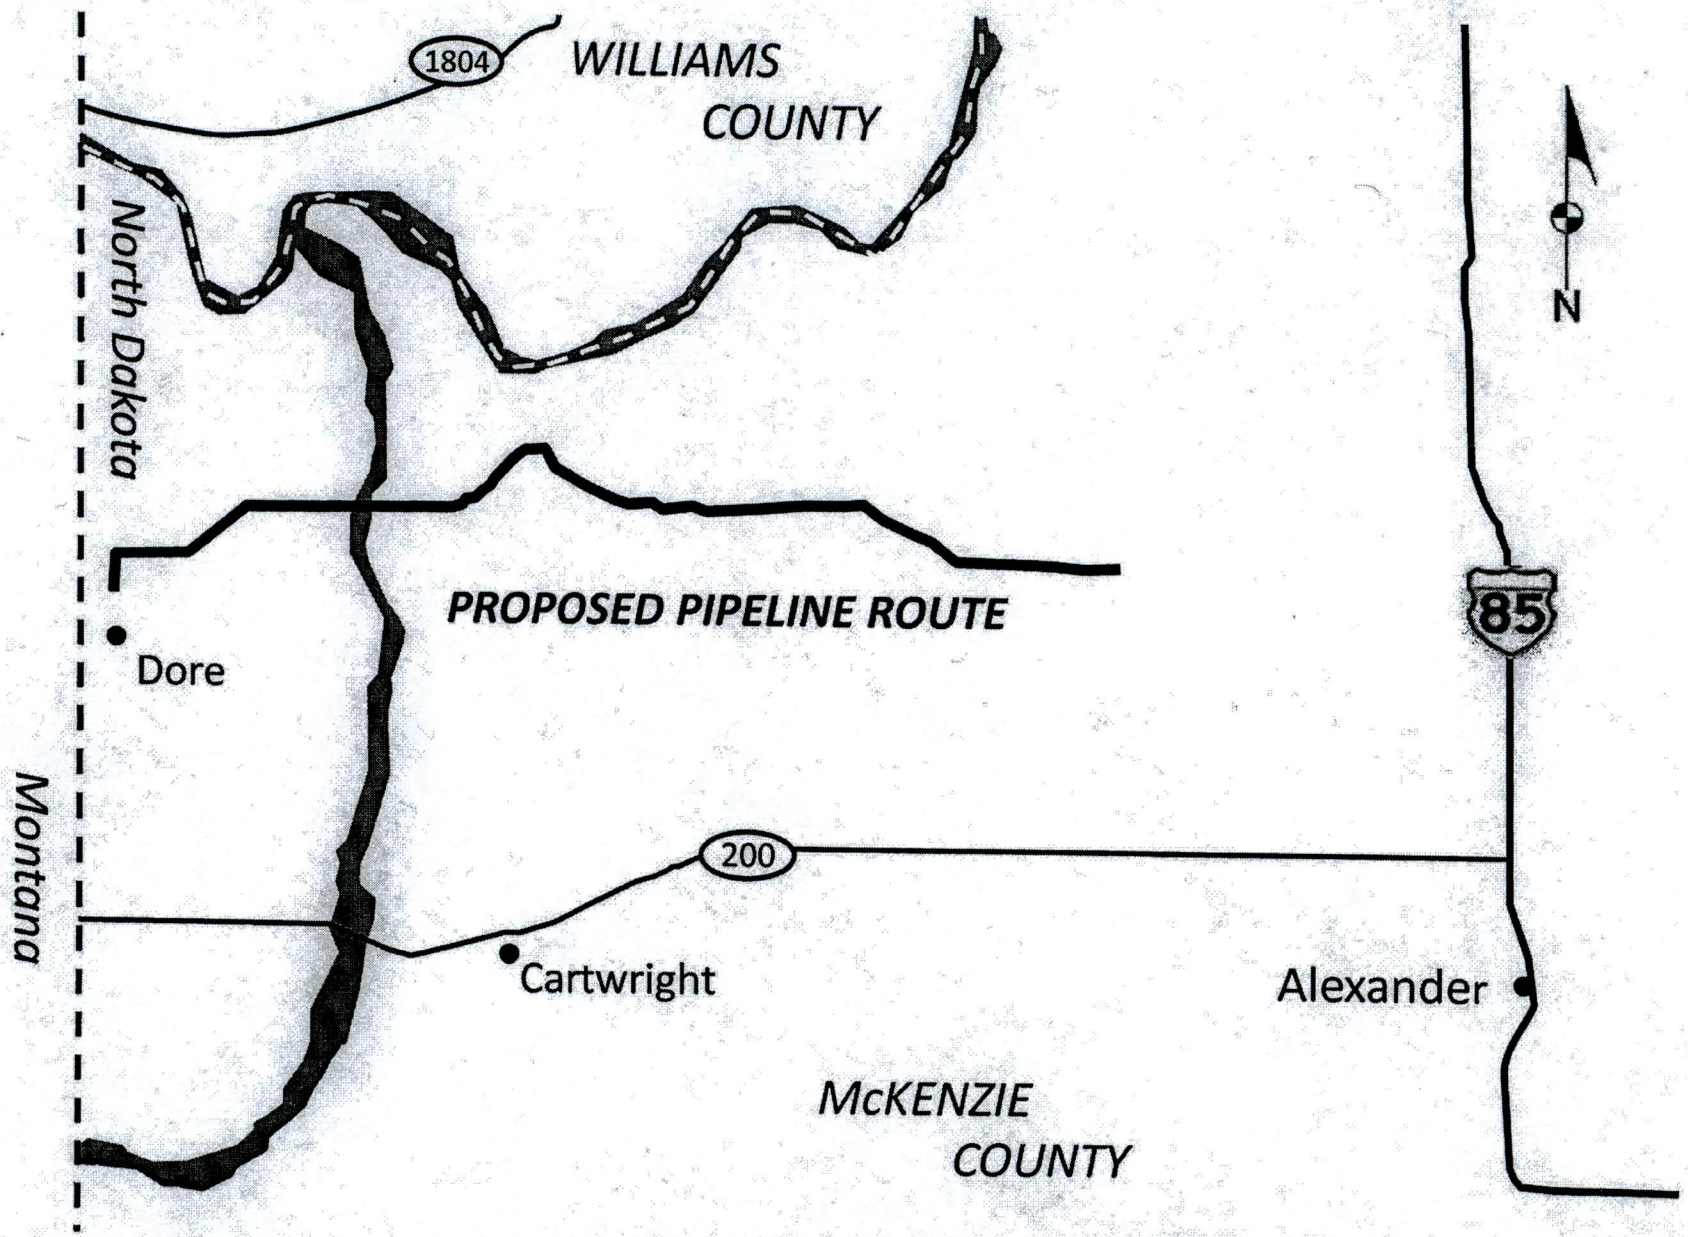 1804
WILLIAMS
COUNTY
North Dakota
N
PROPOSED PIPELINE ROUTE
85
Dore
Montana
200
Cartwright
Alexander
McKENZIE
COUNTY